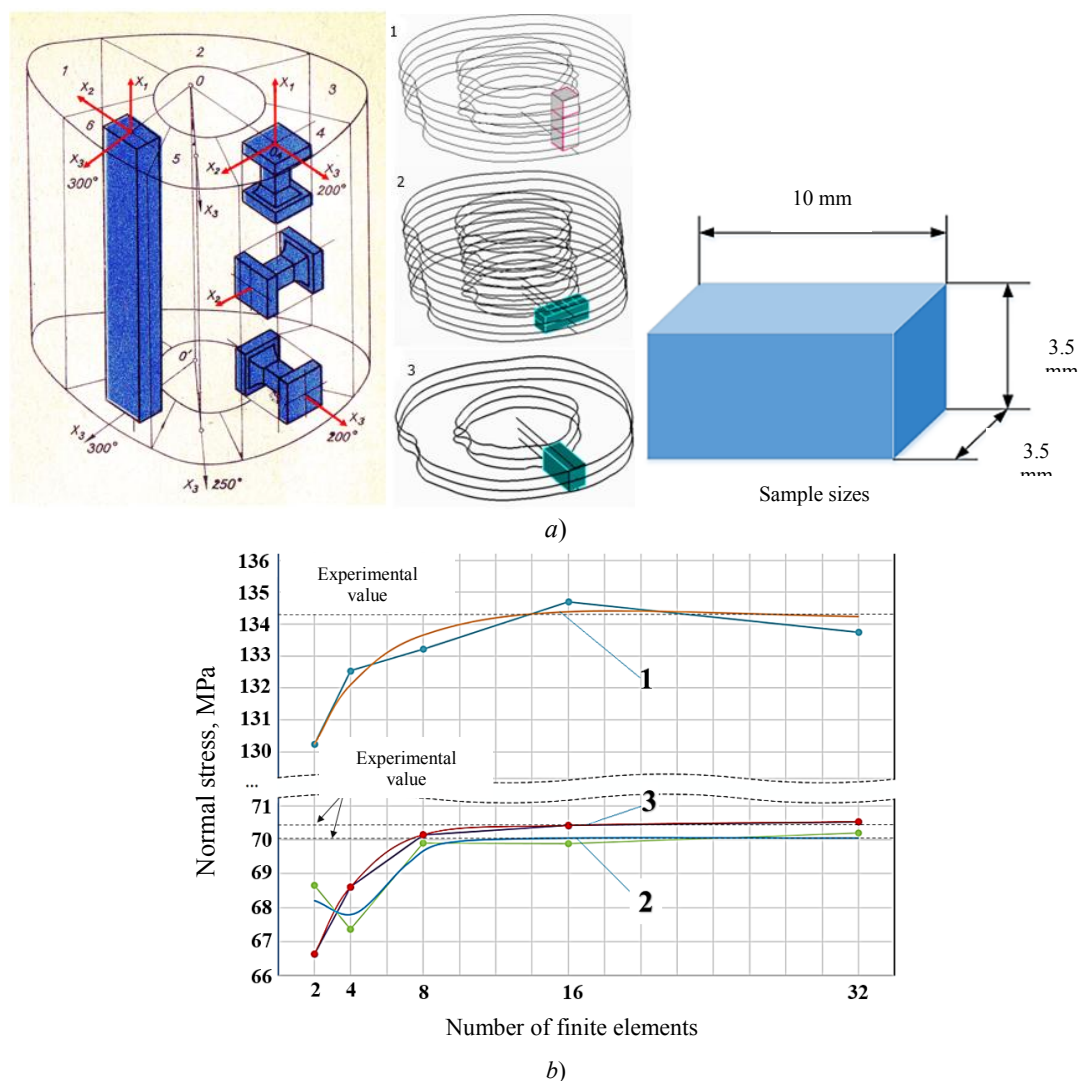 2
1
3
0
X₁
X₂
X₁
6
4
X₃
5
X₂
0₄
X₃
300°
200°
X₃
X₂
0'
X₃
X₃
300°
200°
X₃ 250°
1
2
3
10 mm
3.5
mm
3.5
mm
Sample sizes
a)
136
135
134
133
132
131
130
...
71
70
69
68
67
66
Normal stress, MPa
Experimental
value
1
Experimental
value
3
2
2 4 8 16 32
Number of finite elements
b)